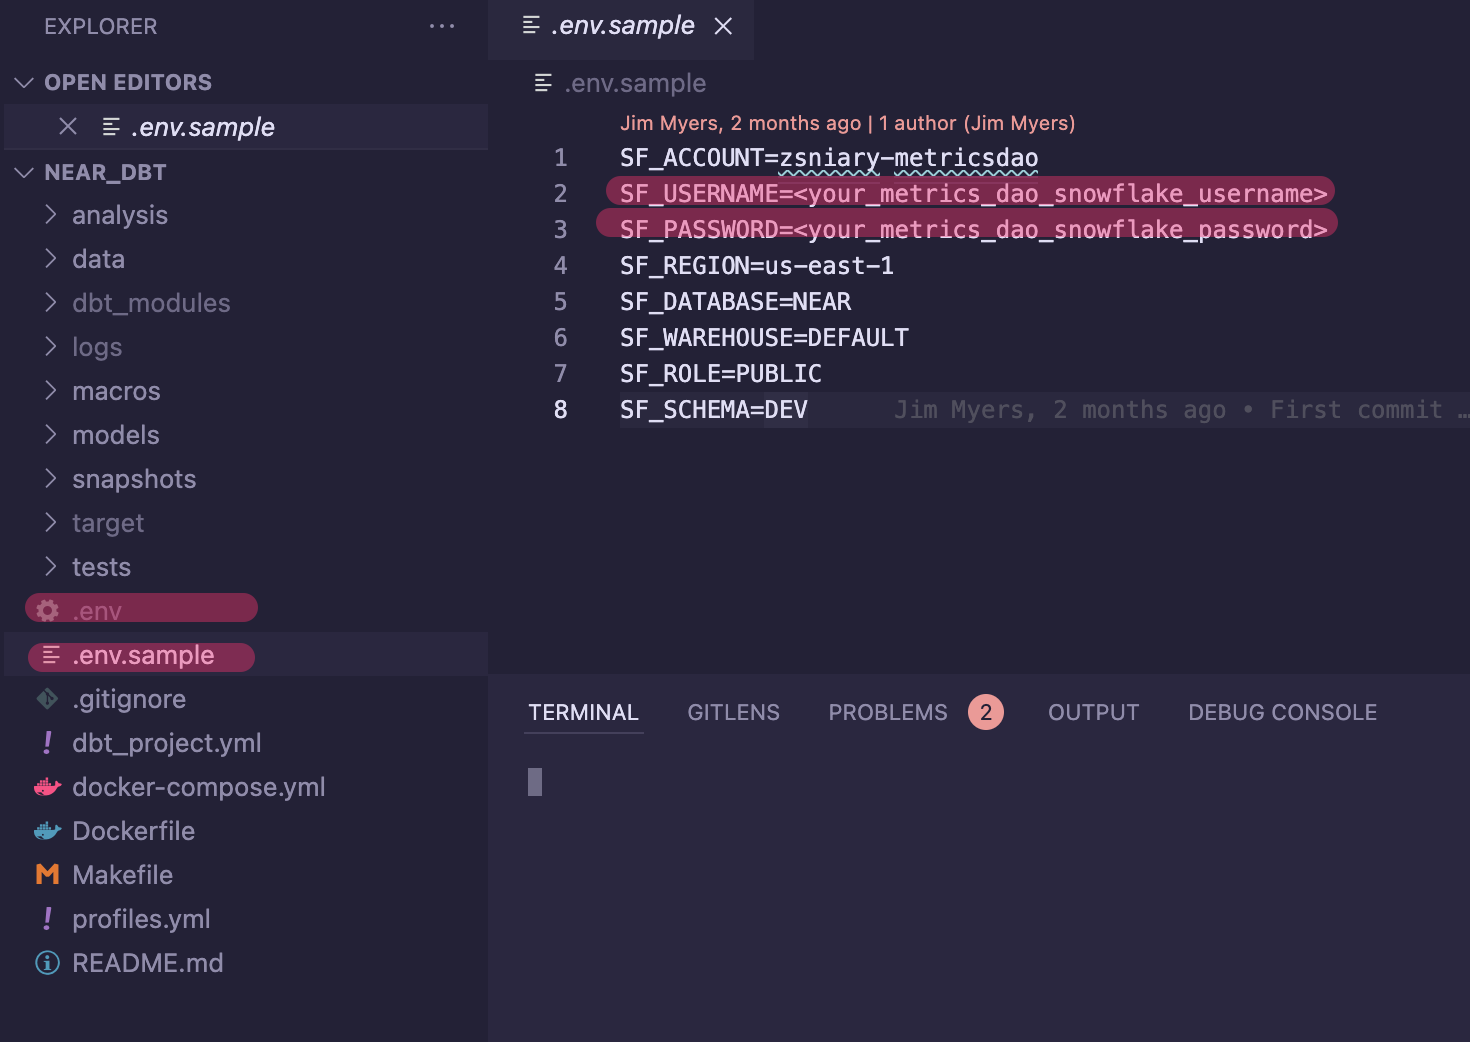 EXPLORER
OPEN EDITORS
.env.sample
NEAR_DBT
analysis
data
dbt_modules
logs
macros
models
snapshots
target
tests
.env
.env.sample
.gitignore
dbt_project.yml
docker-compose.yml
Dockerfile
Makefile
profiles.yml
README.md
.env.sample
.env.sample
Jim Myers, 2 months ago | 1 author (Jim Myers)
1 SF_ACCOUNT=zsniary-metricsdao
2 SF_USERNAME=<your_metrics_dao_snowflake_username>
3 SF_PASSWORD=<your_metrics_dao_snowflake_password>
4 SF_REGION=us-east-1
5 SF_DATABASE=NEAR
6 SF_WAREHOUSE=DEFAULT
7 SF_ROLE=PUBLIC
8 SF_SCHEMA=DEV Jim Myers, 2 months ago • First commit …
TERMINAL GITLENS PROBLEMS 2 OUTPUT DEBUG CONSOLE